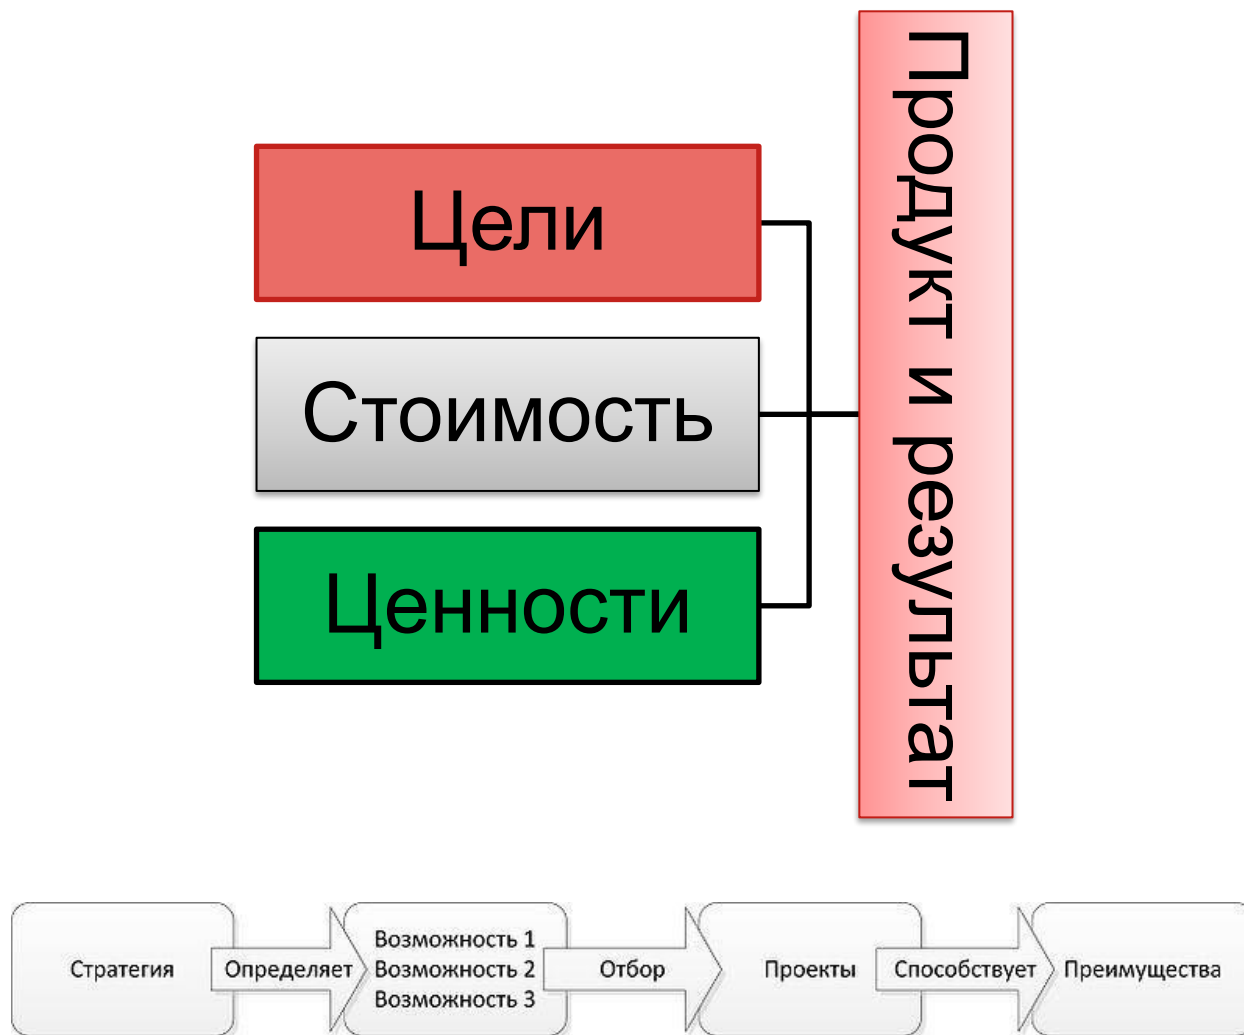 Цели
Стоимость
Ценности
Продукт и результат
Стратегия
Определяет
Возможность 1
Возможность 2
Возможность 3
Отбор
Проекты
Способствует
Преимущества